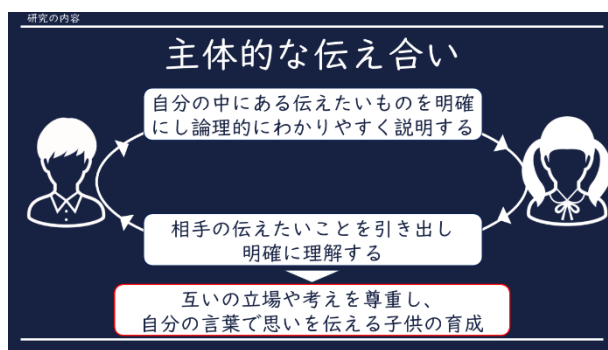 研究の内容
主体的な伝え合い
自分の中にある伝えたいものを明確
にし論理的にわかりやすく説明する
相手の伝えたいことを引き出し
明確に理解する
互いの立場や考えを尊重し、
自分の言葉で思いを伝える子供の育成